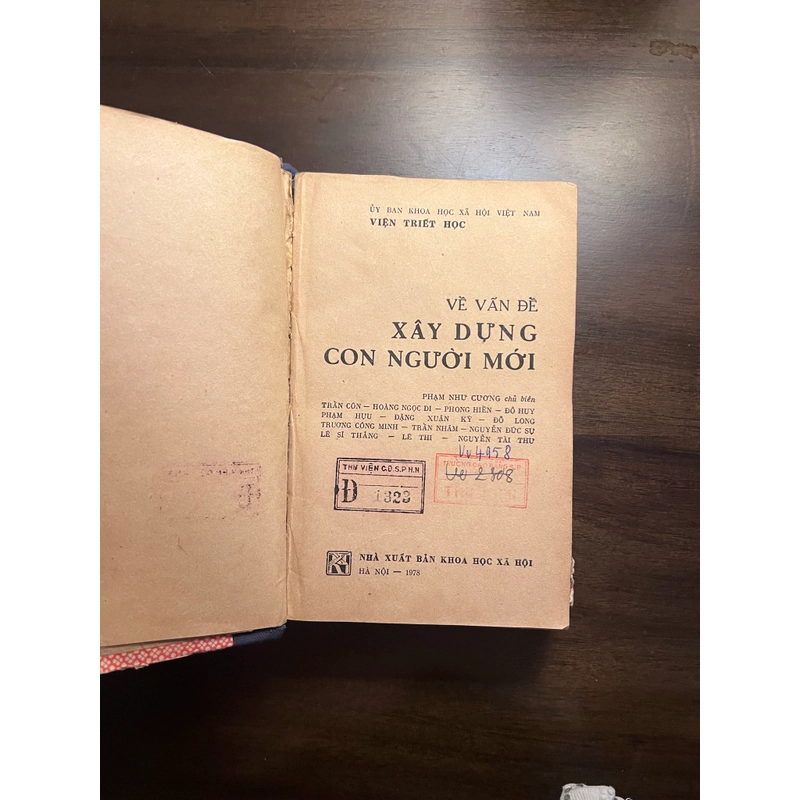 ỦY BAN KHOA HỌC XÃ HỘI VIỆT NAM
VIỆN TRIẾT HỌC
VỀ VẤN ĐỀ
XÂY DỰNG
CON NGƯỜI MỚI
PHẠM NHƯ CƯƠNG chủ biên
TRẦN CÔN — HOÀNG NGỌC DI — PHONG HIỀN — ĐỖ HUY
PHẠM HỰU — ĐẶNG XUÂN KỲ — ĐỖ LONG
TRƯƠNG CÔNG MINH — TRẦN NHÂM — NGUYỄN ĐỨC SỰ
LÊ SĨ THẮNG — LÊ THI — NGUYỄN TÀI THƯ
Vv4958
THƯ VIỆN C.Đ.S.P H.N
Đ 1323
2308
NHÀ XUẤT BẢN KHOA HỌC XÃ HỘI
HÀ NỘI — 1978